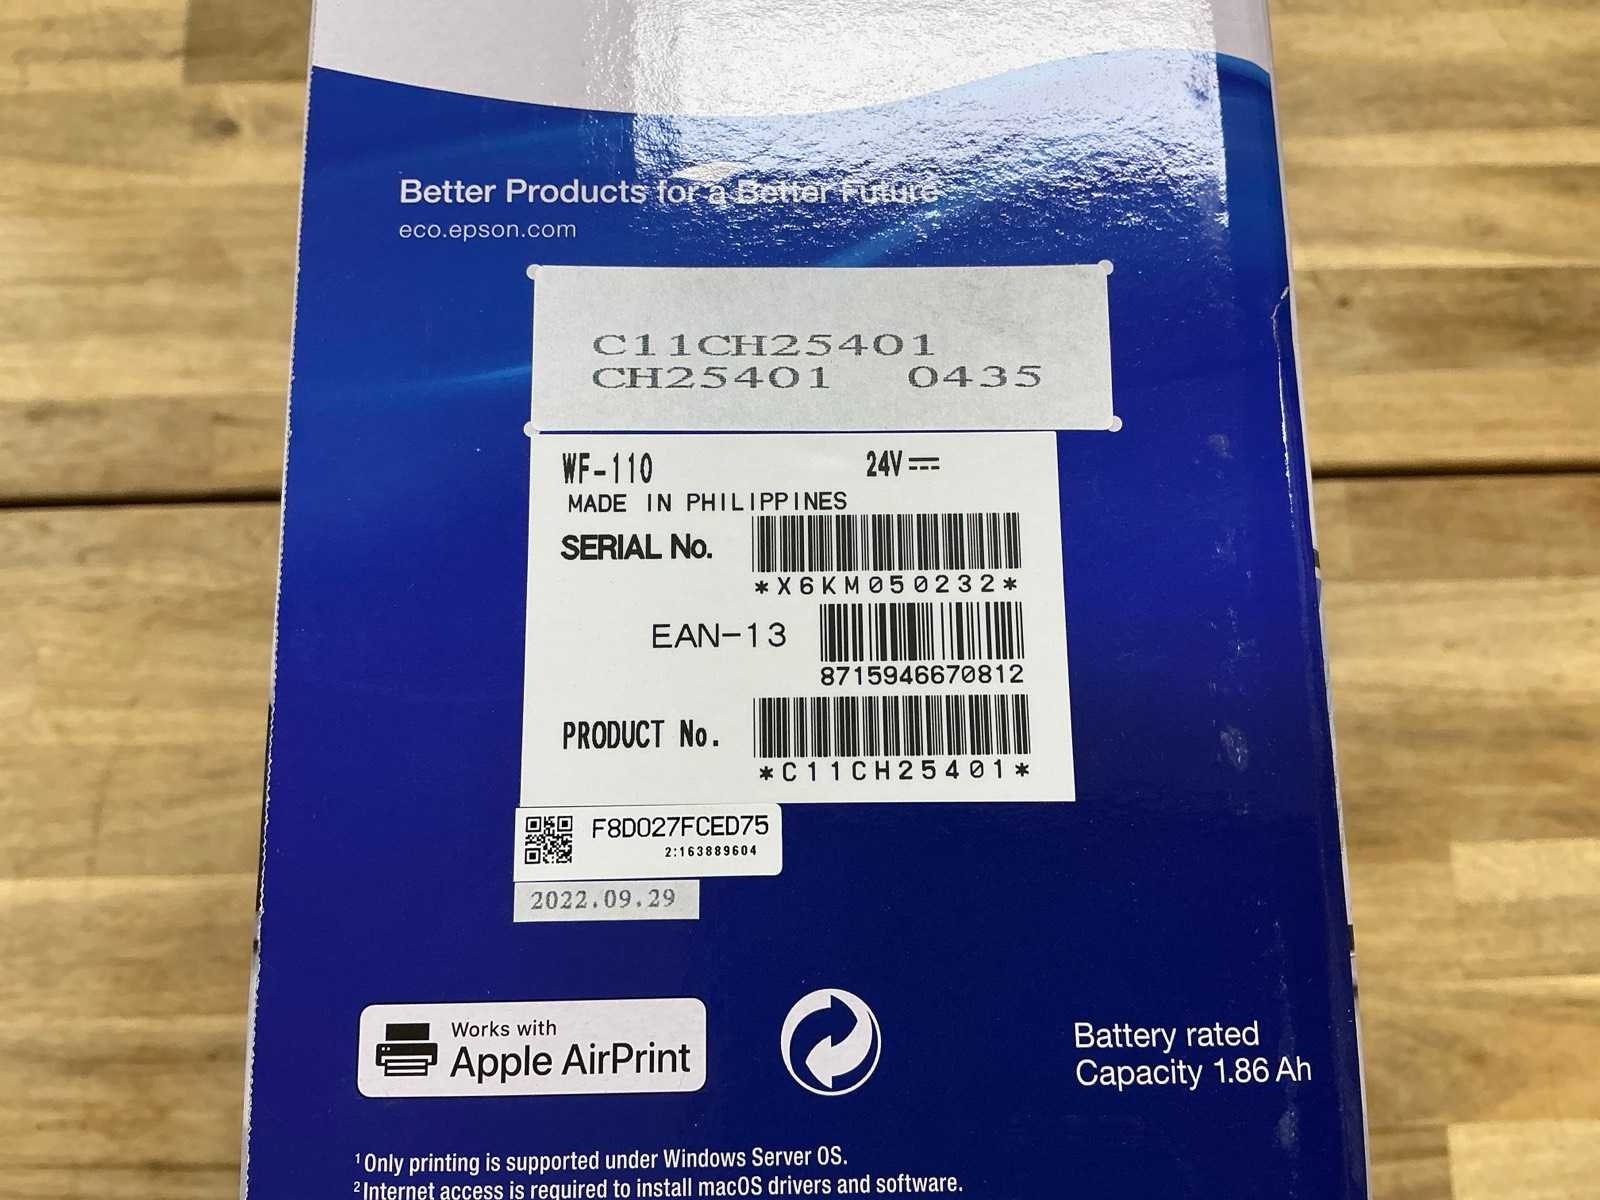 Better Products for a Better Future
eco.epson.com
C11CH25401
CH25401 0435
WF-110 24V
MADE IN PHILIPPINES
SERIAL No.
*X6KM050232*
EAN-13
8715946670812
PRODUCT No.
*C11CH25401*
F8D027FCED75
2:163889604
2022.09.29
Works with
Apple AirPrint
Battery rated
Capacity 1.86 Ah
1 Only printing is supported under Windows Server OS.
2 Internet access is required to install macOS drivers and software.